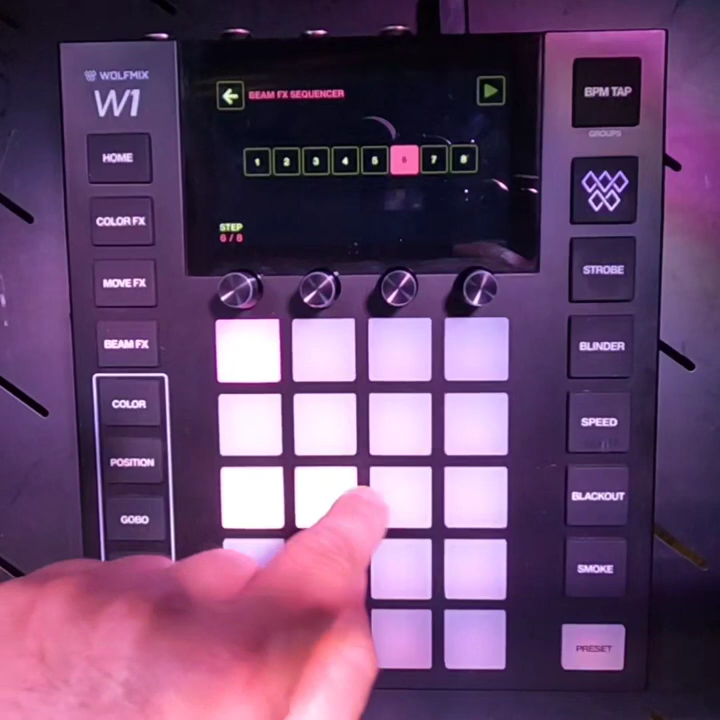 WOLFMIX
W1
HOME
COLOR FX
MOVE FX
BEAM FX
COLOR
POSITION
GOBO
BEAM FX SEQUENCER
1 2 3 4 5 6 7 8
STEP
6 / 8
BPM TAP
GROUPS
STROBE
BLINDER
SPEED
BLACKOUT
SMOKE
PRESET